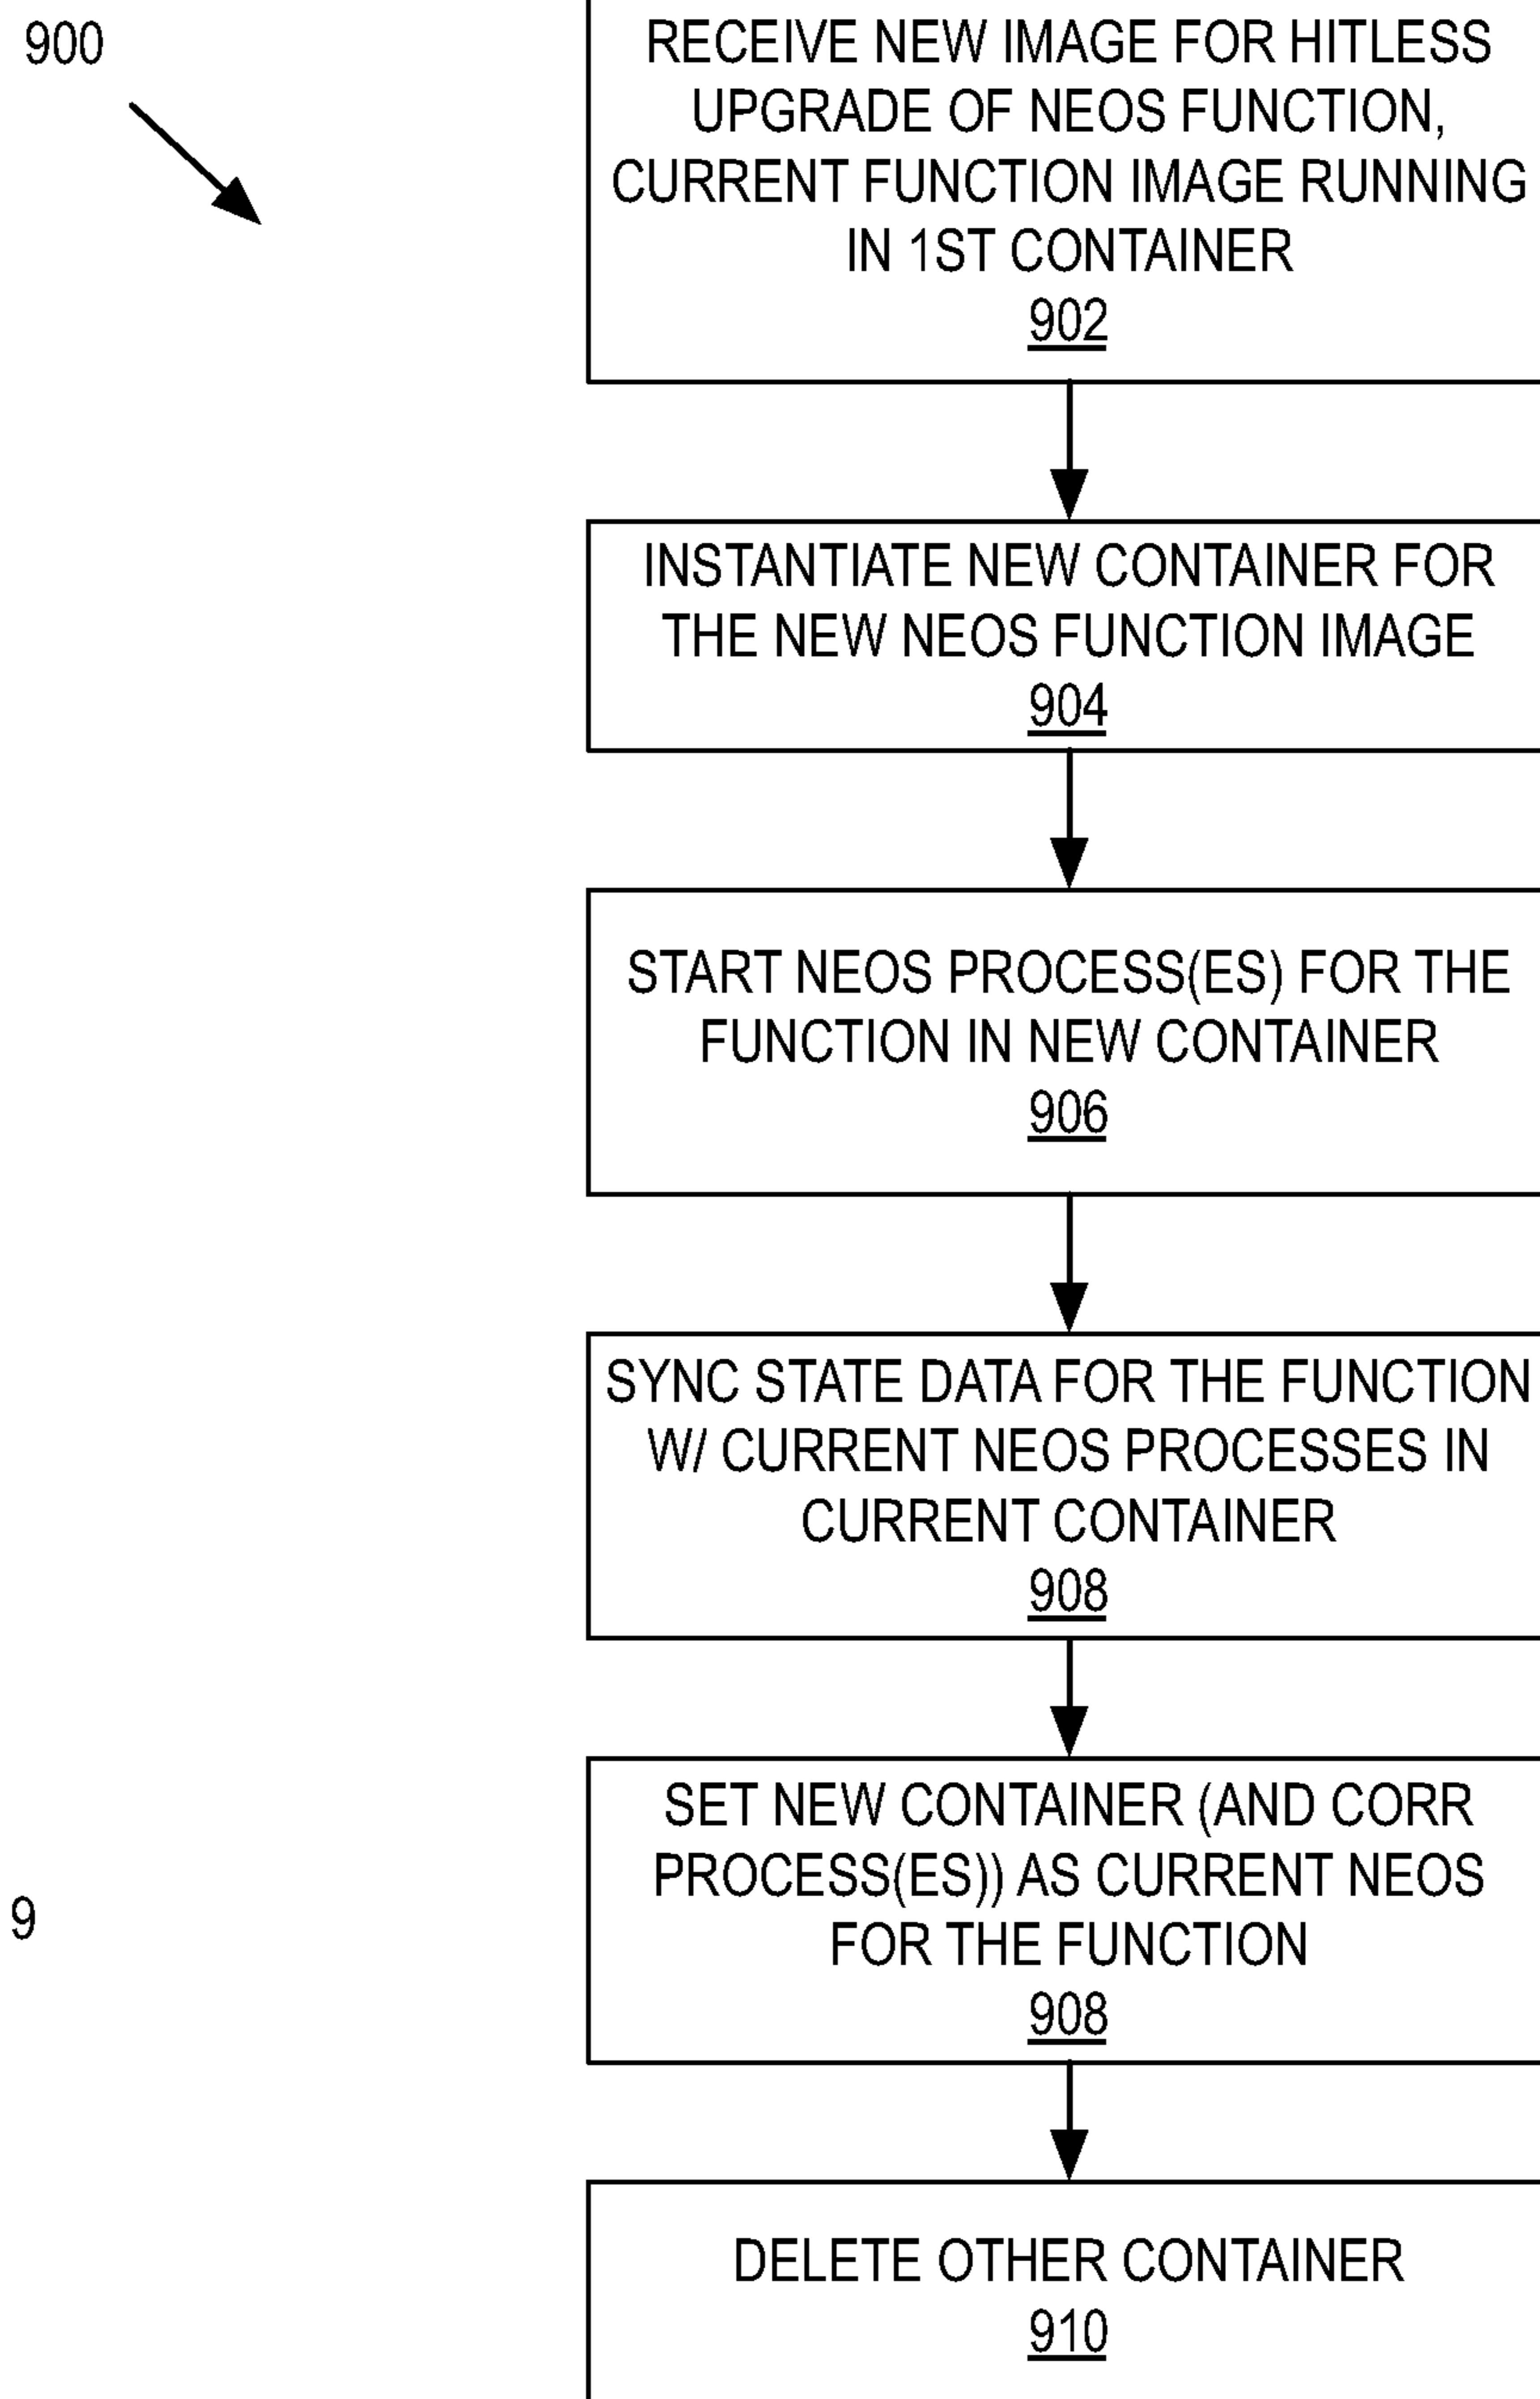 900
RECEIVE NEW IMAGE FOR HITLESS
UPGRADE OF NEOS FUNCTION,
CURRENT FUNCTION IMAGE RUNNING
IN 1ST CONTAINER
902
INSTANTIATE NEW CONTAINER FOR
THE NEW NEOS FUNCTION IMAGE
904
START NEOS PROCESS(ES) FOR THE
FUNCTION IN NEW CONTAINER
906
SYNC STATE DATA FOR THE FUNCTION
W/ CURRENT NEOS PROCESSES IN
CURRENT CONTAINER
908
SET NEW CONTAINER (AND CORR
PROCESS(ES)) AS CURRENT NEOS
FOR THE FUNCTION
908
9
DELETE OTHER CONTAINER
910